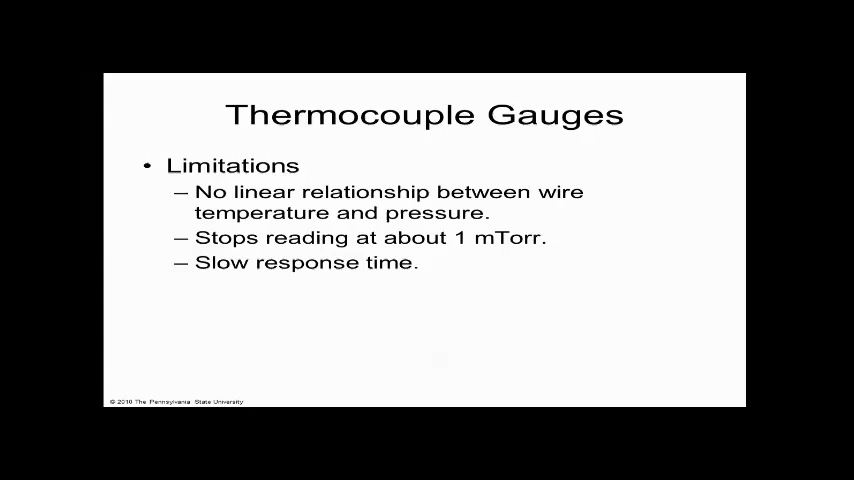 Thermocouple Gauges
• Limitations
– No linear relationship between wire
temperature and pressure.
– Stops reading at about 1 mTorr.
– Slow response time.
© 2010 The Pennsylvania State University